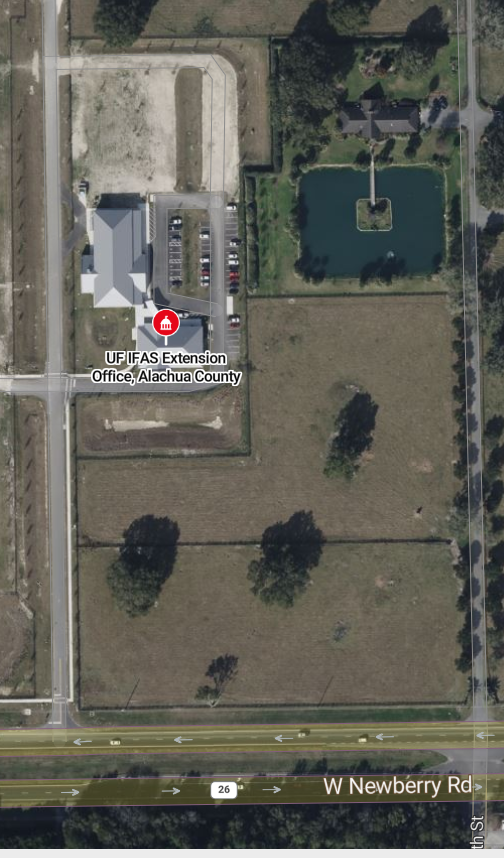 UF IFAS Extension
Office, Alachua County
26
W Newberry Rd
th St